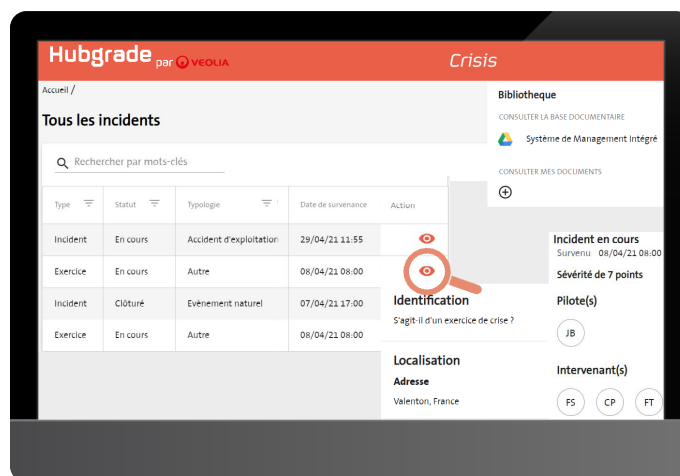 Hubgrade par VEOLIA
Crisis
Accueil /
Tous les incidents
Rechercher par mots-clés
Type Statut Typologie Date de survenance Action
Incident En cours Accident d'exploitation 29/04/21 11:55
Exercice En cours Autre 08/04/21 08:00
Incident Clôturé Evènement naturel 07/04/21 17:00
Exercice En cours Autre 08/04/21 08:00
Bibliotheque
CONSULTER LA BASE DOCUMENTAIRE
Système de Management Intégré
CONSULTER MES DOCUMENTS
Identification
S'agit-il d'un exercice de crise ?
Localisation
Adresse
Valenton, France
Incident en cours
Survenu 08/04/21 08:00
Sévérité de 7 points
Pilote(s)
JB
Intervenant(s)
FS CP FT